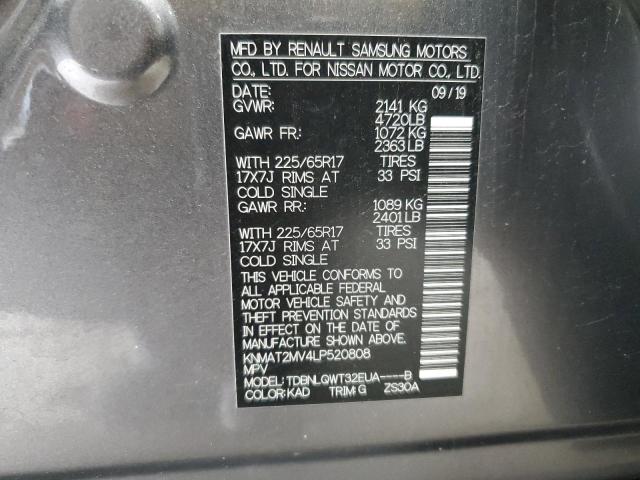 MFD BY RENAULT SAMSUNG MOTORS
CO., LTD. FOR NISSAN MOTOR CO., LTD.
DATE: 09/19
GVWR: 2141 KG
4720LB
GAWR FR: 1072 KG
2363 LB
WITH 225/65R17 TIRES
17X7J RIMS AT 33 PSI
COLD SINGLE
GAWR RR: 1089 KG
2401 LB
WITH 225/65R17 TIRES
17X7J RIMS AT 33 PSI
COLD SINGLE
THIS VEHICLE CONFORMS TO
ALL APPLICABLE FEDERAL
MOTOR VEHICLE SAFETY AND
THEFT PREVENTION STANDARDS
IN EFFECT ON THE DATE OF
MANUFACTURE SHOWN ABOVE.
KNMAT2MV4LP520808
MPV
MODEL: TDBNLQWT32EUA----B
COLOR: KAD TRIM: G ZS30A